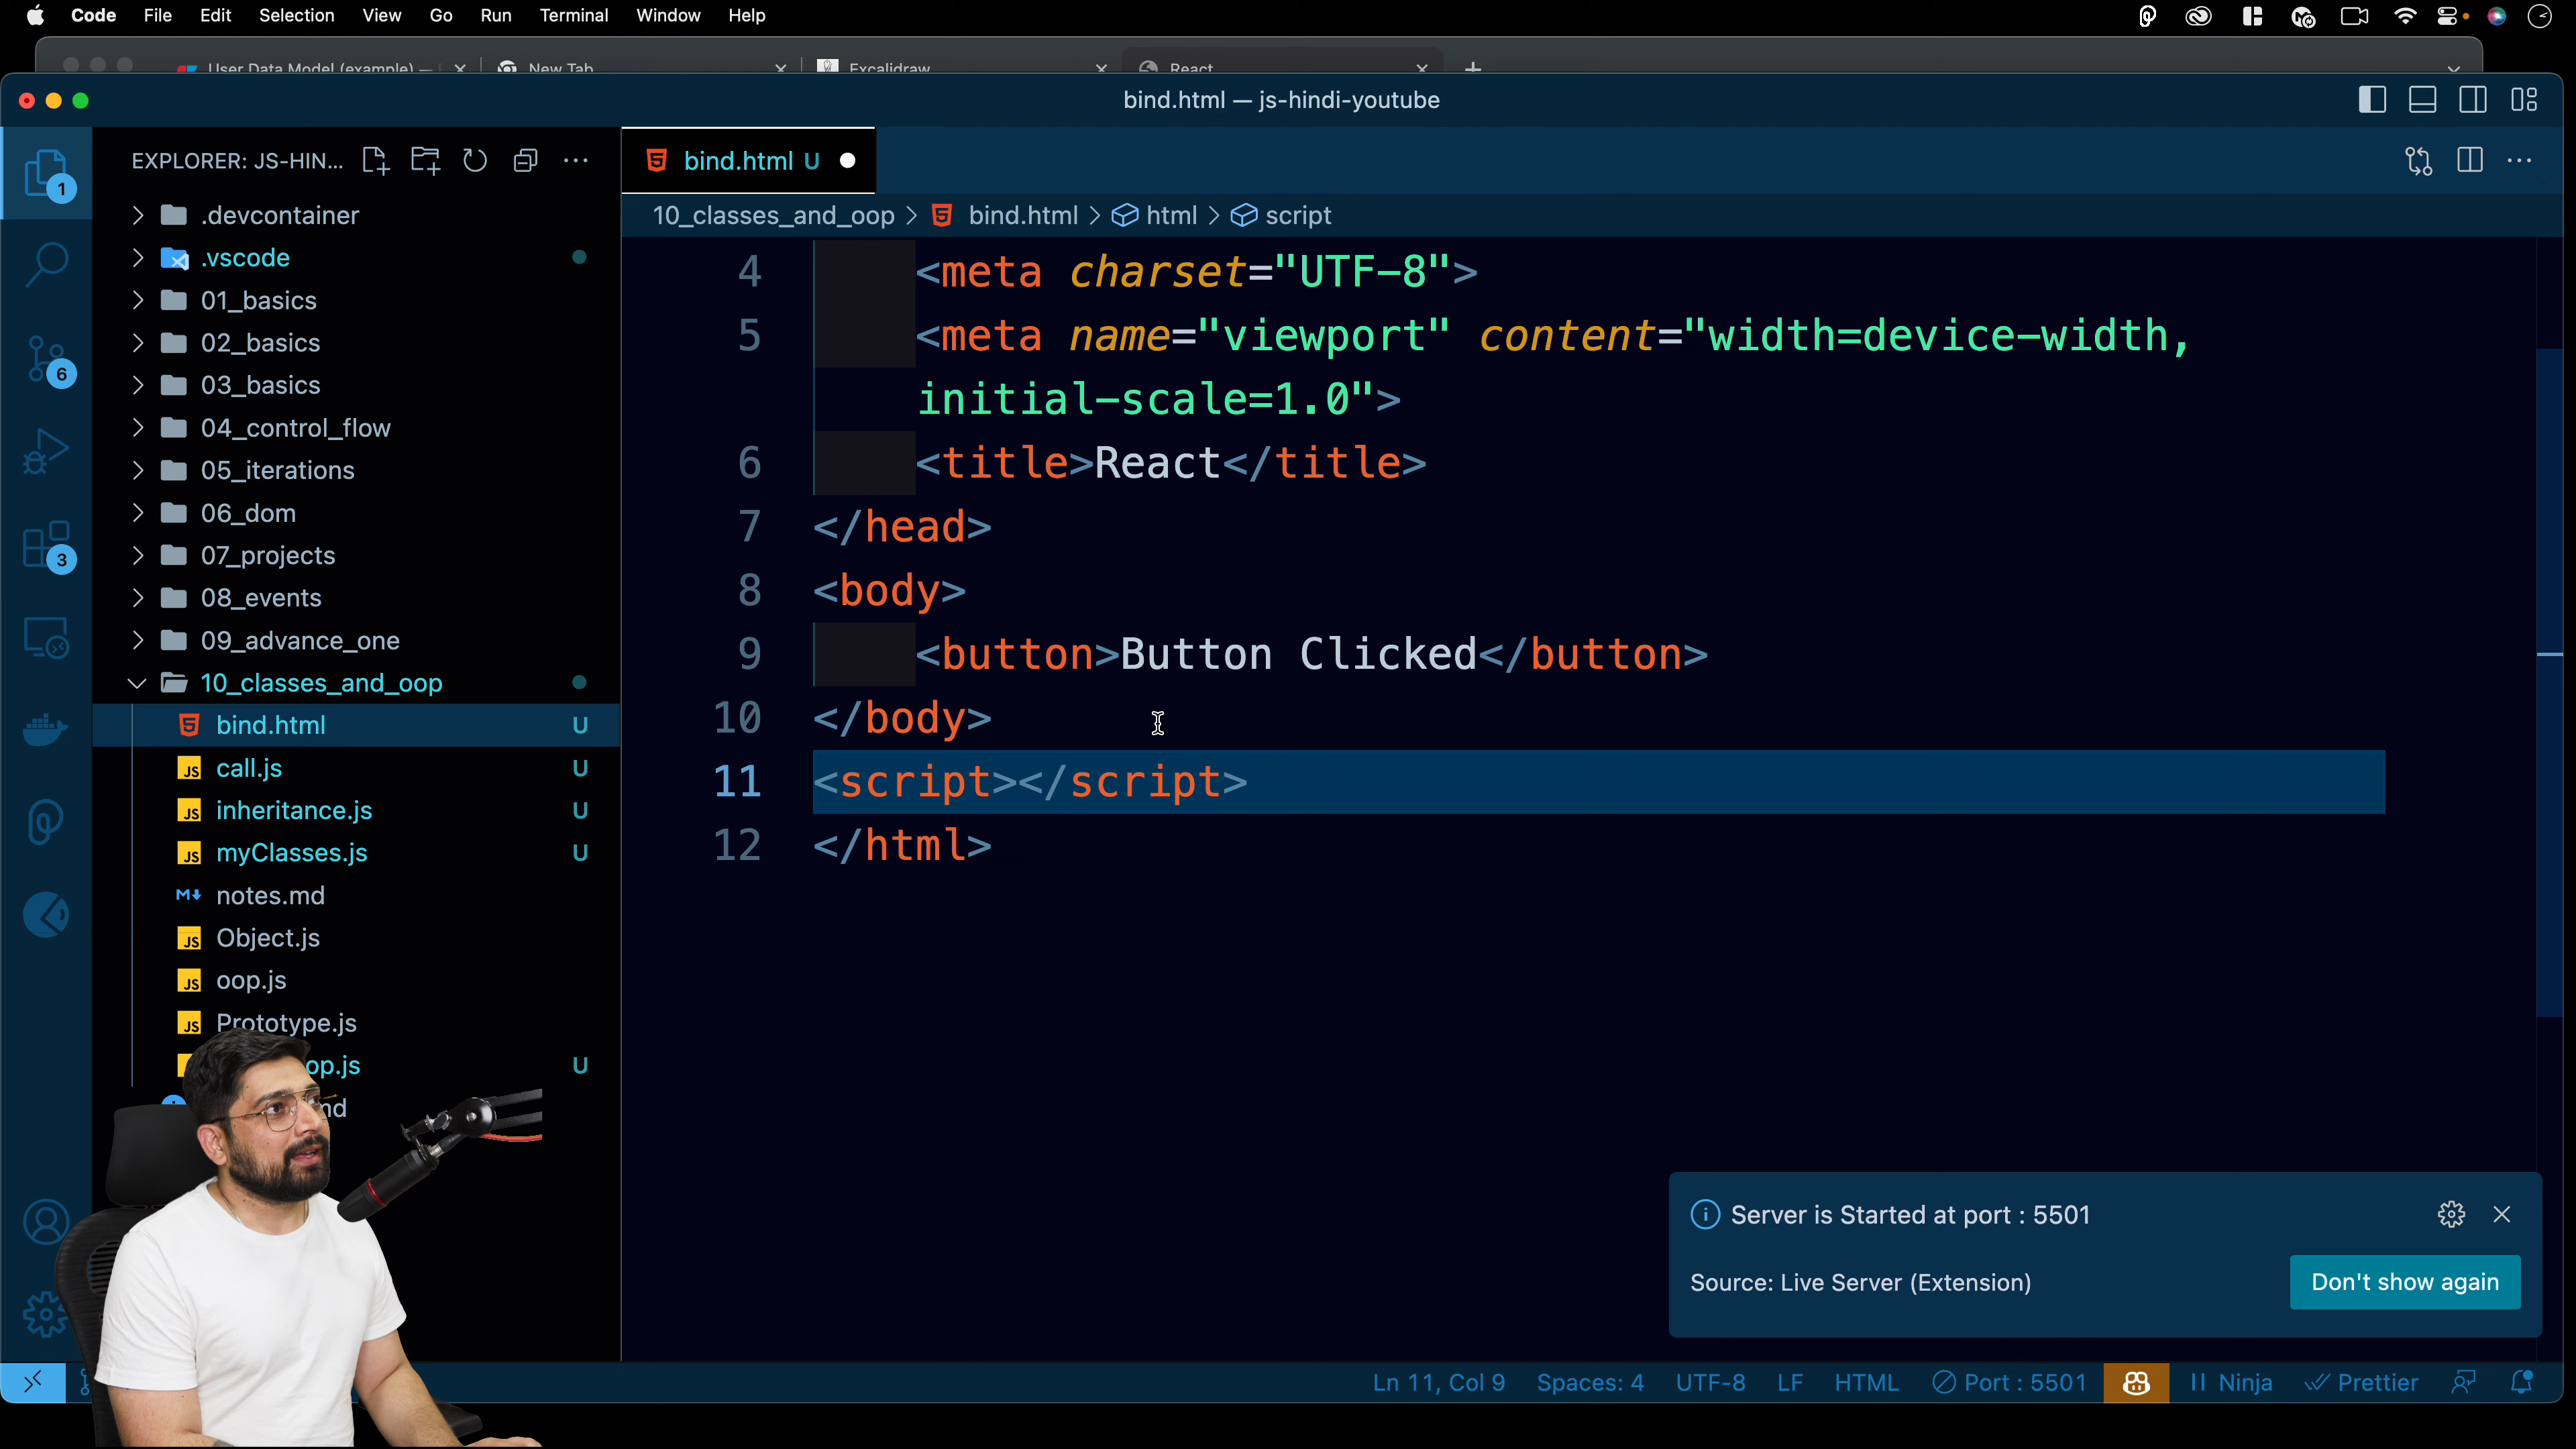 Code File Edit Selection View Go Run Terminal Window Help
User Data Model (example) — New Tab Excalidraw React
bind.html — js-hindi-youtube
EXPLORER: JS-HIN...
.devcontainer
.vscode
01_basics
02_basics
03_basics
04_control_flow
05_iterations
06_dom
07_projects
08_events
09_advance_one
10_classes_and_oop
bind.html U
call.js U
inheritance.js U
myClasses.js U
notes.md
Object.js
oop.js
Prototype.js
op.js U
1
6
3
bind.html U
10_classes_and_oop > bind.html > html > script
4 <meta charset="UTF-8">
5 <meta name="viewport" content="width=device-width,
initial-scale=1.0">
6 <title>React</title>
7 </head>
8 <body>
9 <button>Button Clicked</button>
10 </body>
11 <script></script>
12 </html>
Server is Started at port : 5501
Source: Live Server (Extension)
Don't show again
Ln 11, Col 9 Spaces: 4 UTF-8 LF HTML Port : 5501 Ninja Prettier